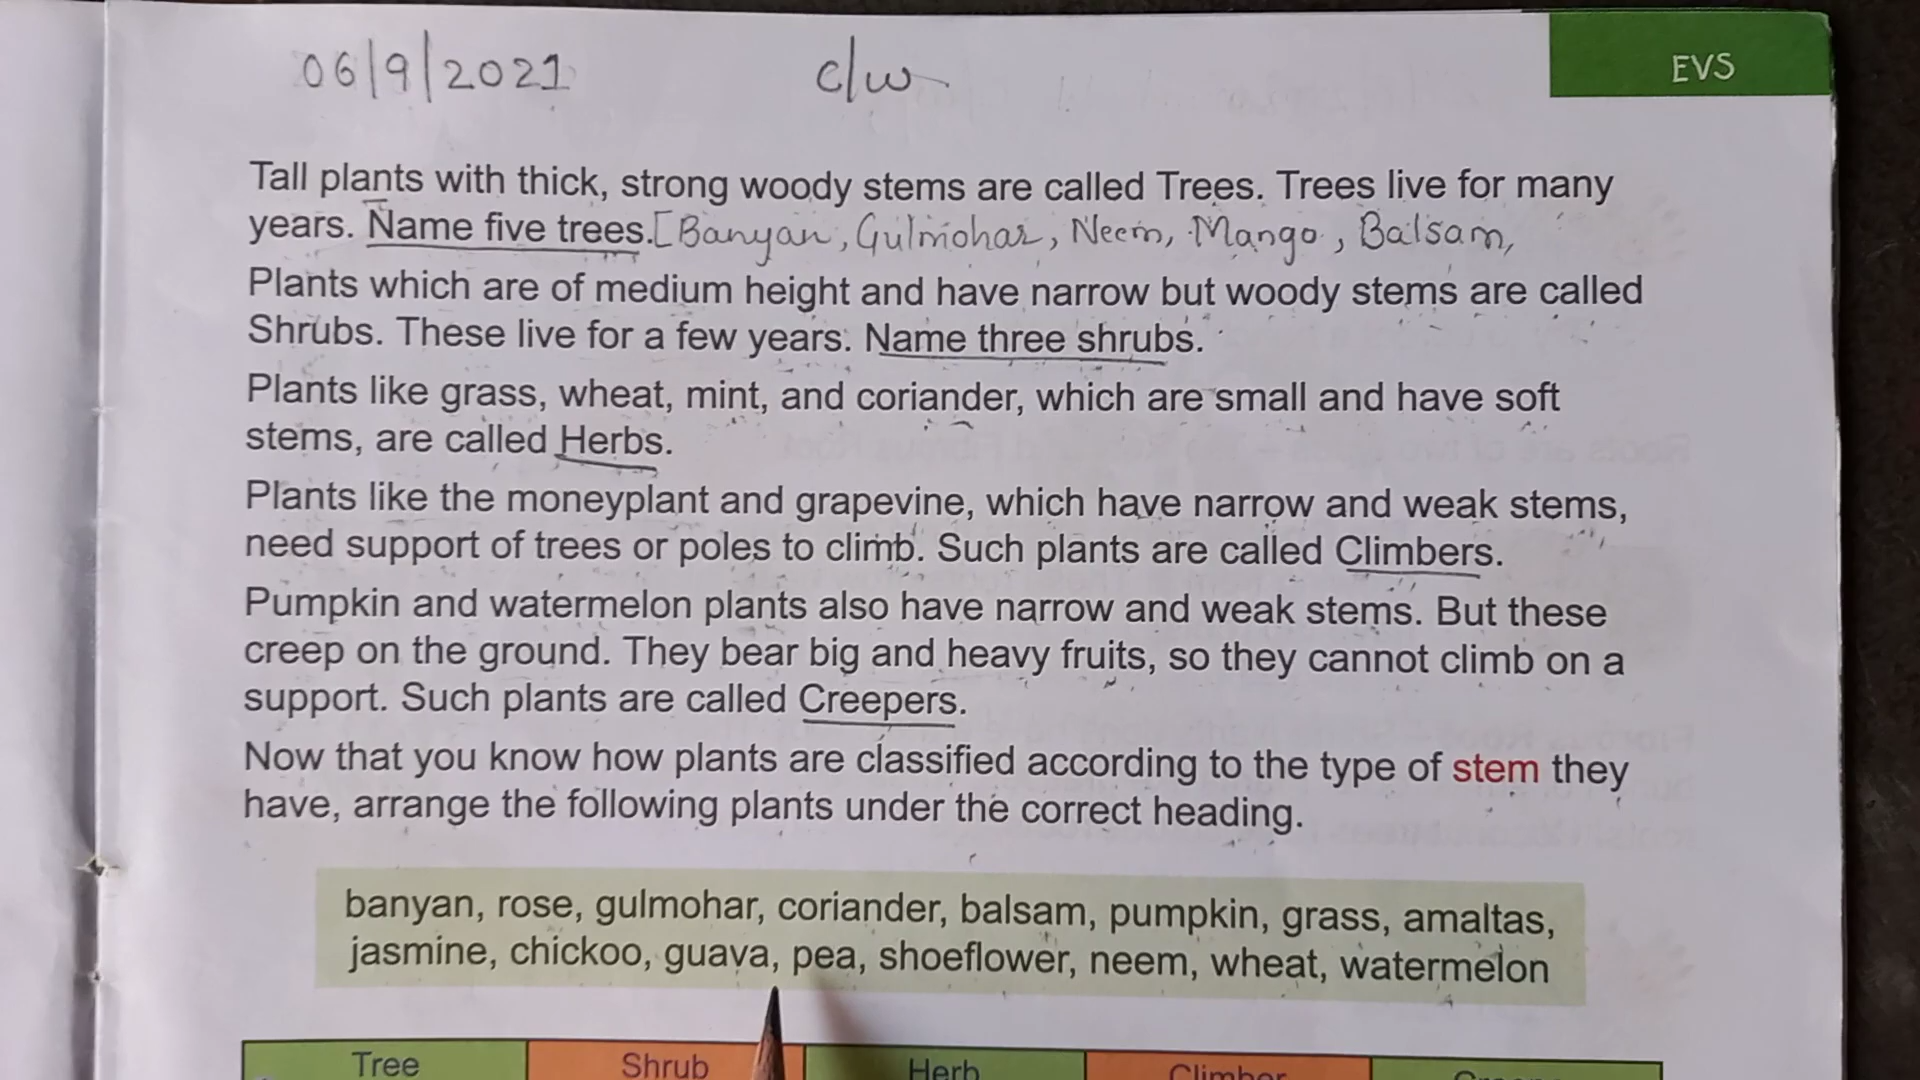 06/9/2021 c/w
EVS
Tall plants with thick, strong woody stems are called Trees. Trees live for many
years. Name five trees. [Banyan, Gulmohar, Neem, Mango, Balsam,
Plants which are of medium height and have narrow but woody stems are called
Shrubs. These live for a few years. Name three shrubs.
Plants like grass, wheat, mint, and coriander, which are small and have soft
stems, are called Herbs.
Plants like the moneyplant and grapevine, which have narrow and weak stems,
need support of trees or poles to climb. Such plants are called Climbers.
Pumpkin and watermelon plants also have narrow and weak stems. But these
creep on the ground. They bear big and heavy fruits, so they cannot climb on a
support. Such plants are called Creepers.
Now that you know how plants are classified according to the type of stem they
have, arrange the following plants under the correct heading.
banyan, rose, gulmohar, coriander, balsam, pumpkin, grass, amaltas,
jasmine, chickoo, guava, pea, shoeflower, neem, wheat, watermelon
Tree Shrub Herb Climber